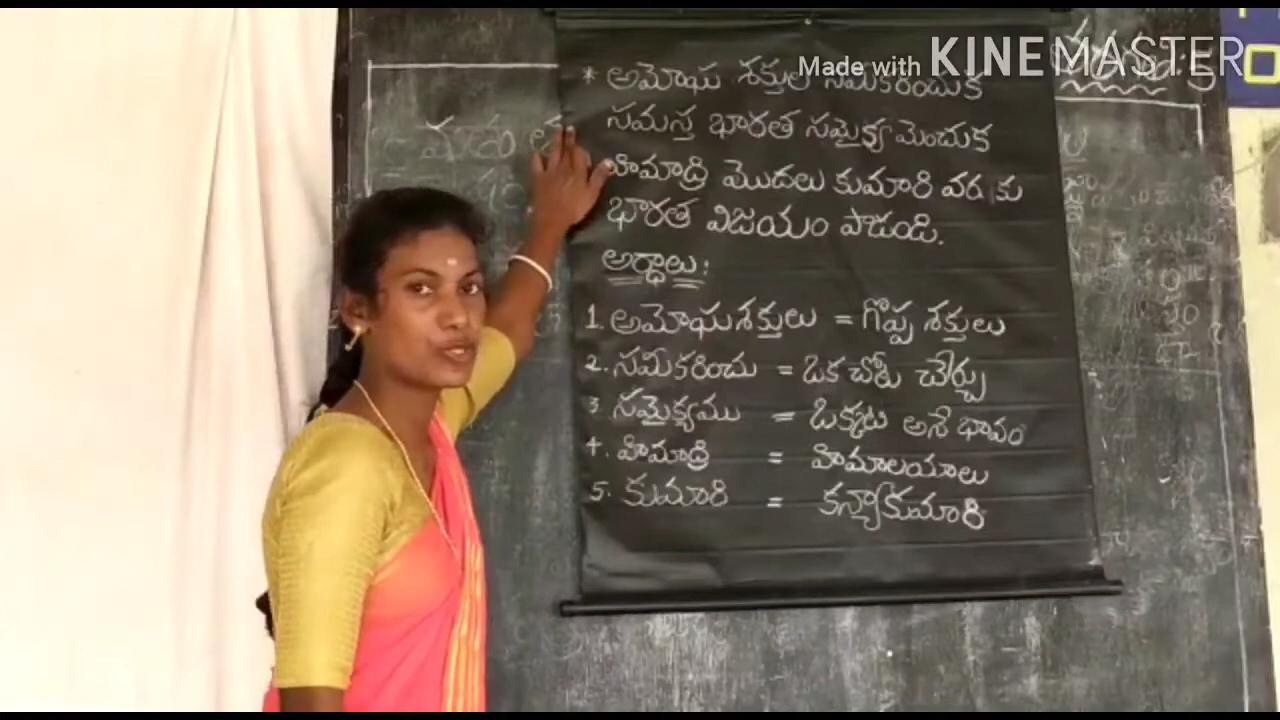 Made with KINEMASTER
* అమోఘ శక్తుల సమీకరించుక
సమస్త భారత సమైక్య మెంచుక
హిమాద్రి మొదలు కుమారి వరకు
భారత విజయం పాడండి.
అర్ధాలు:
1. అమోఘశక్తులు = గొప్ప శక్తులు
2. సమీకరించు = ఒక చోటు చేర్చు
3 సమైక్యము = ఒక్కటి అనే భావం
4. హిమాద్రి = హిమాలయాలు
5. కుమారి = కన్యాకుమారి